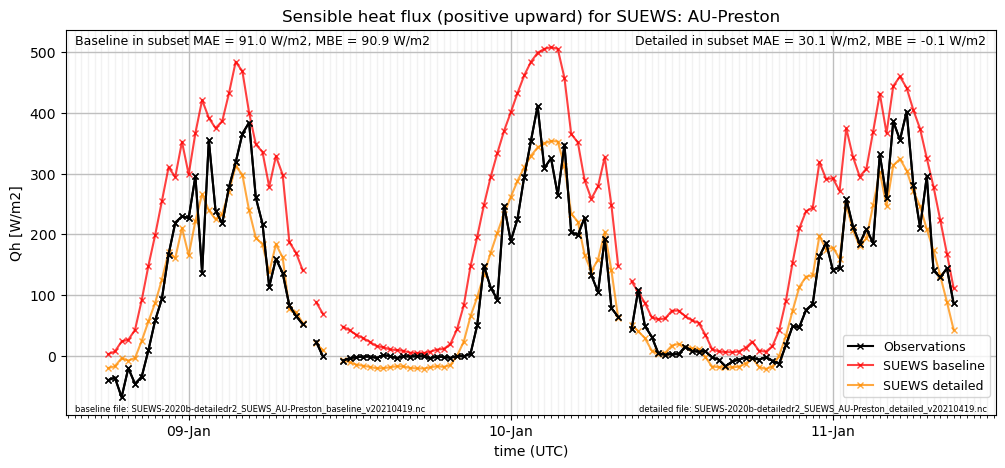 Sensible heat flux (positive upward) for SUEWS: AU-Preston
Baseline in subset MAE = 91.0 W/m2, MBE = 90.9 W/m2
Detailed in subset MAE = 30.1 W/m2, MBE = -0.1 W/m2
Qh [W/m2]
500
400
300
200
100
0
Observations
SUEWS baseline
SUEWS detailed
baseline file: SUEWS-2020b-detailedr2_SUEWS_AU-Preston_baseline_v20210419.nc
detailed file: SUEWS-2020b-detailedr2_SUEWS_AU-Preston_detailed_v20210419.nc
09-Jan
10-Jan
11-Jan
time (UTC)